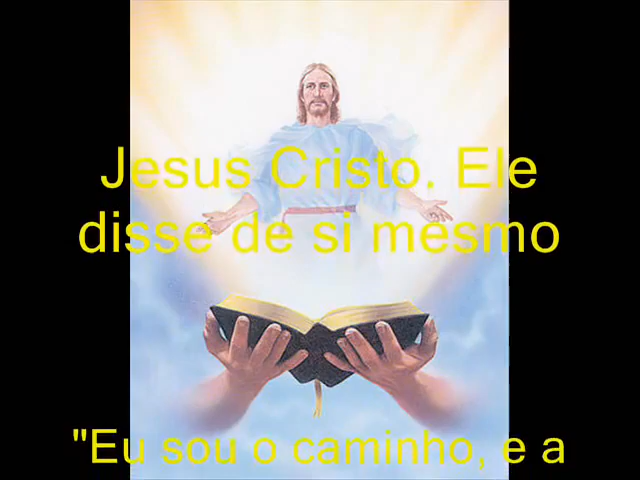 Jesus Cristo. Ele
disse de si mesmo
"Eu sou o caminho, e a